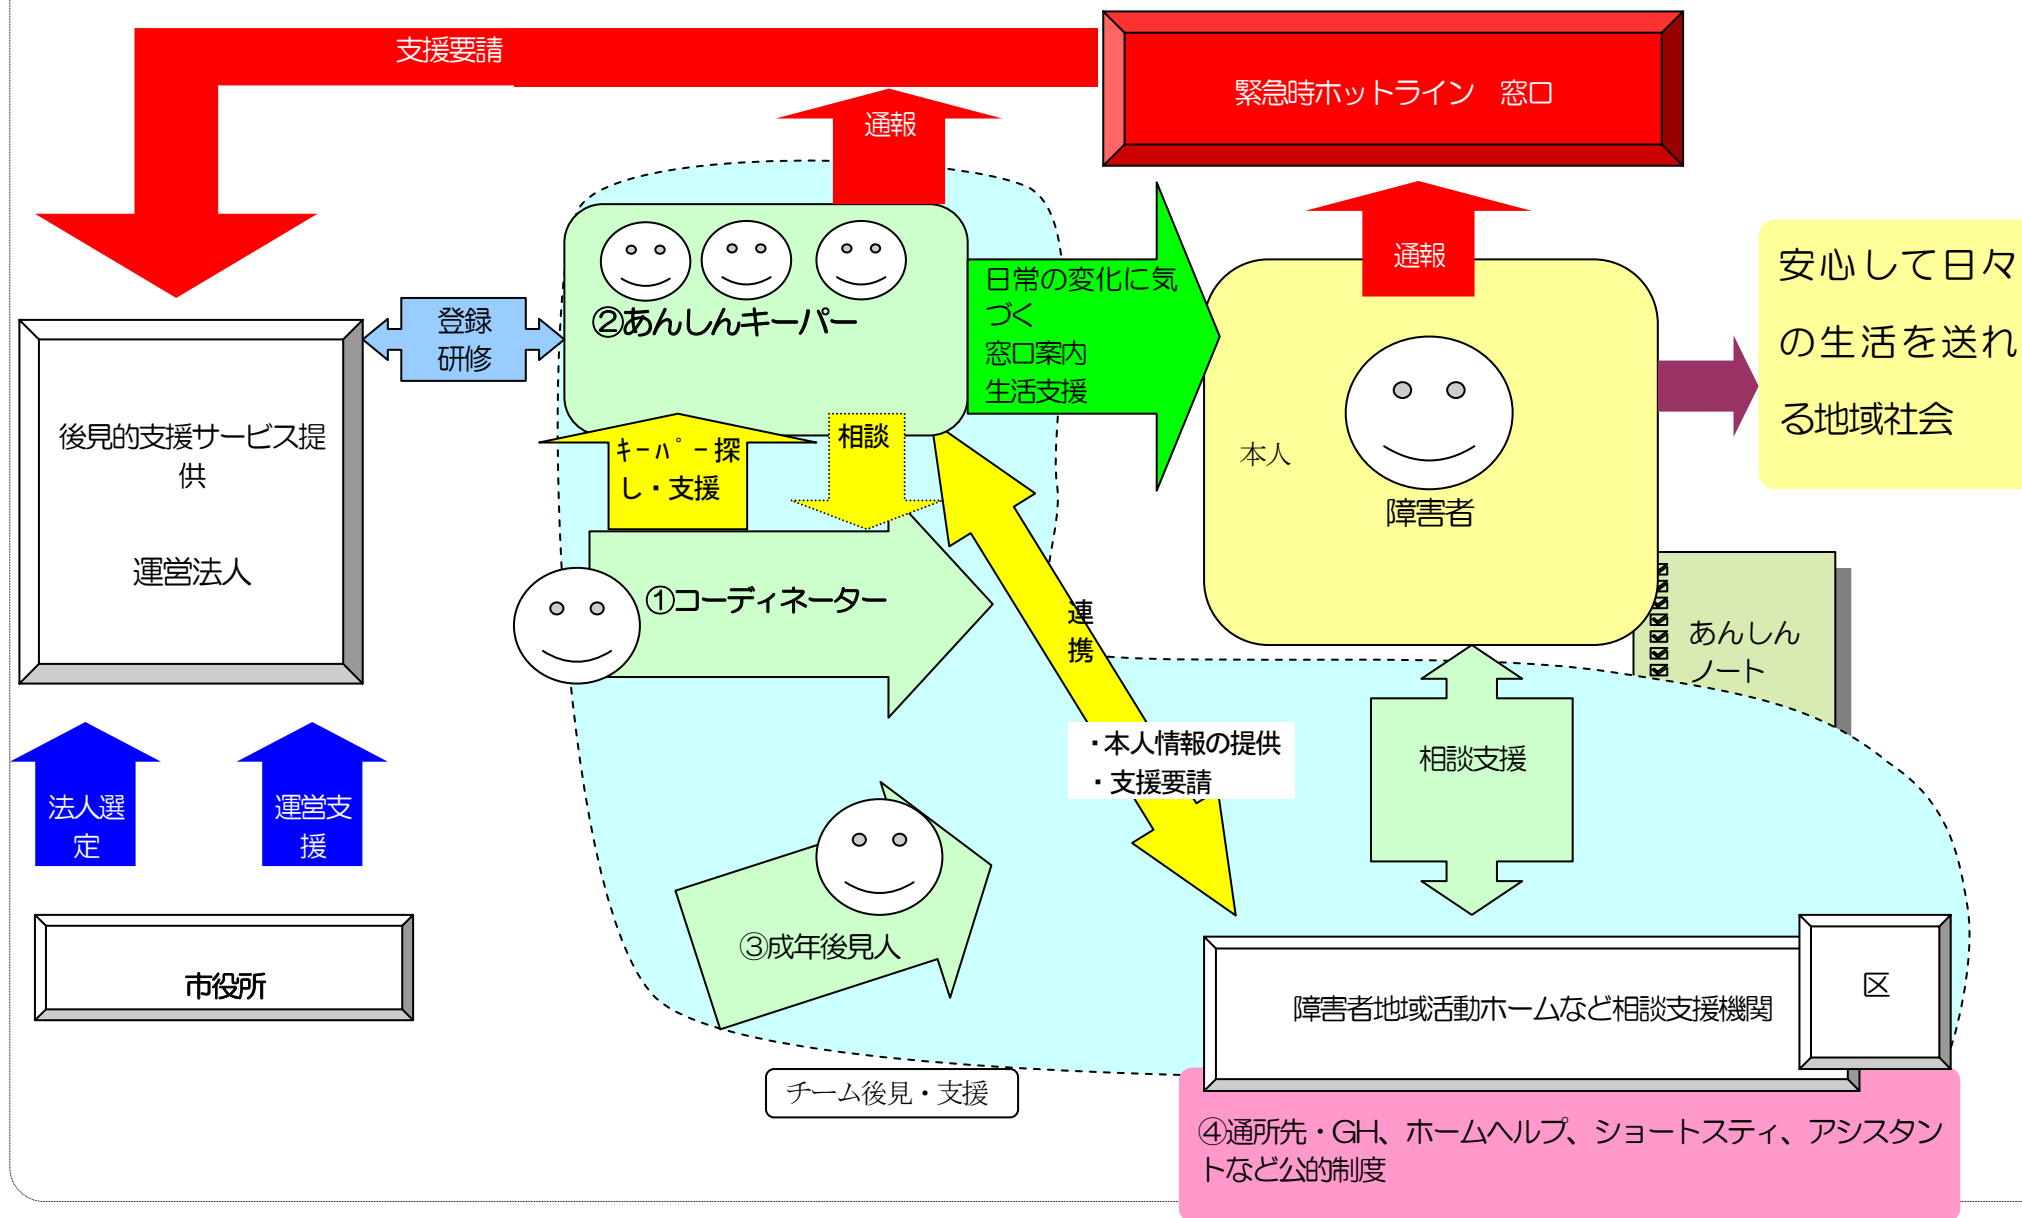 支援要請
緊急時ホットライン　窓口
通報
通報
安心して日々
の生活を送れ
る地域社会
日常の変化に気
づく
窓口案内
生活支援
登録
研修
②あんしんキーパー
後見的支援サービス提
供
運営法人
キーパー探
し・支援
相談
本人
障害者
①コーディネーター
連
携
あんしん
ノート
・本人情報の提供
・支援要請
相談支援
法人選
定
運営支
援
③成年後見人
市役所
区
障害者地域活動ホームなど相談支援機関
チーム後見・支援
④通所先・GH、ホームヘルプ、ショートスティ、アシスタン
トなど公的制度